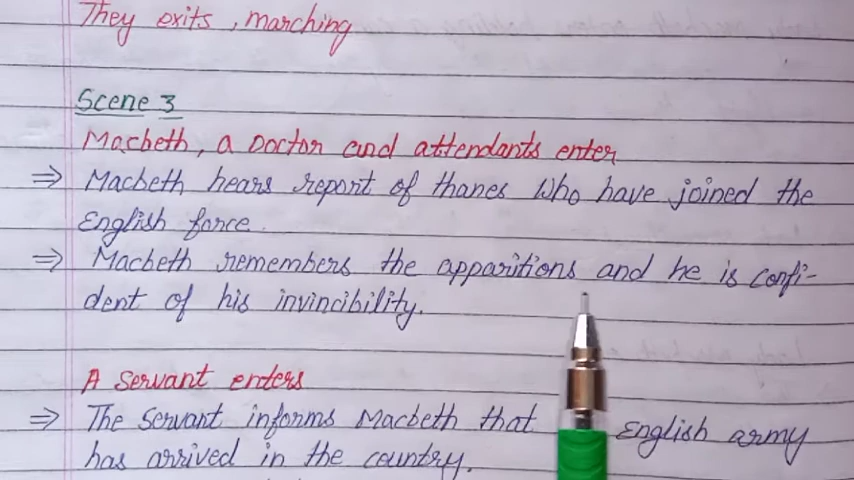 They exits, marching
Scene 3
Macbeth, a Doctor and attendants enter
⇒ Macbeth hears report of thanes who have joined the
English force.
⇒ Macbeth remembers the apparitions and he is confi-
dent of his invincibility.
A servant enters
⇒ The servant informs Macbeth that English army
has arrived in the country.